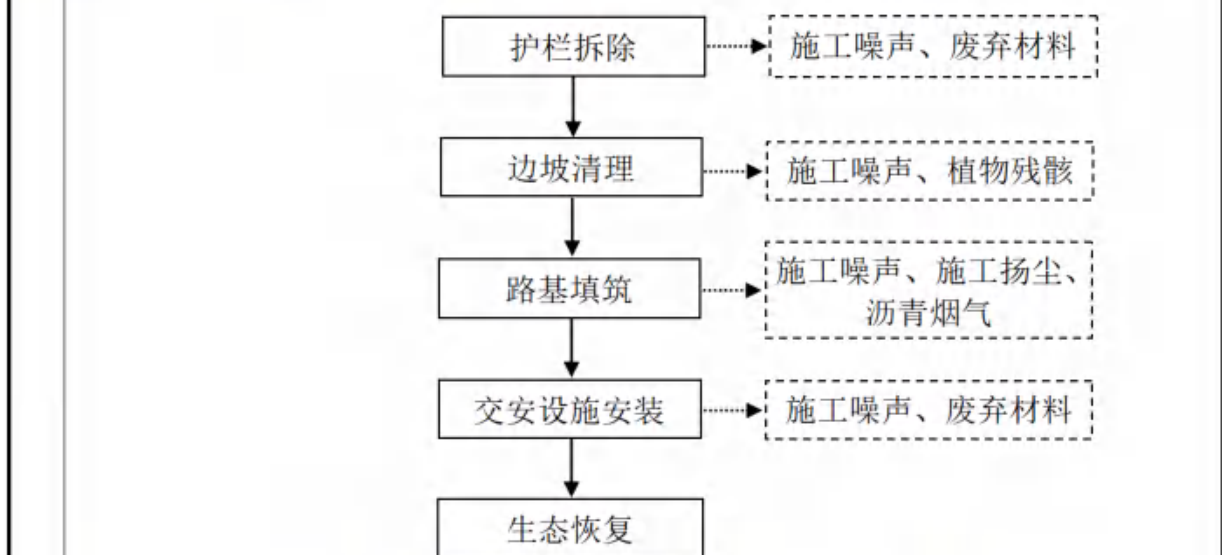 护栏拆除
施工噪声、废弃材料
边坡清理
施工噪声、植物残骸
路基填筑
施工噪声、施工扬尘、
沥青烟气
交安设施安装
施工噪声、废弃材料
生态恢复